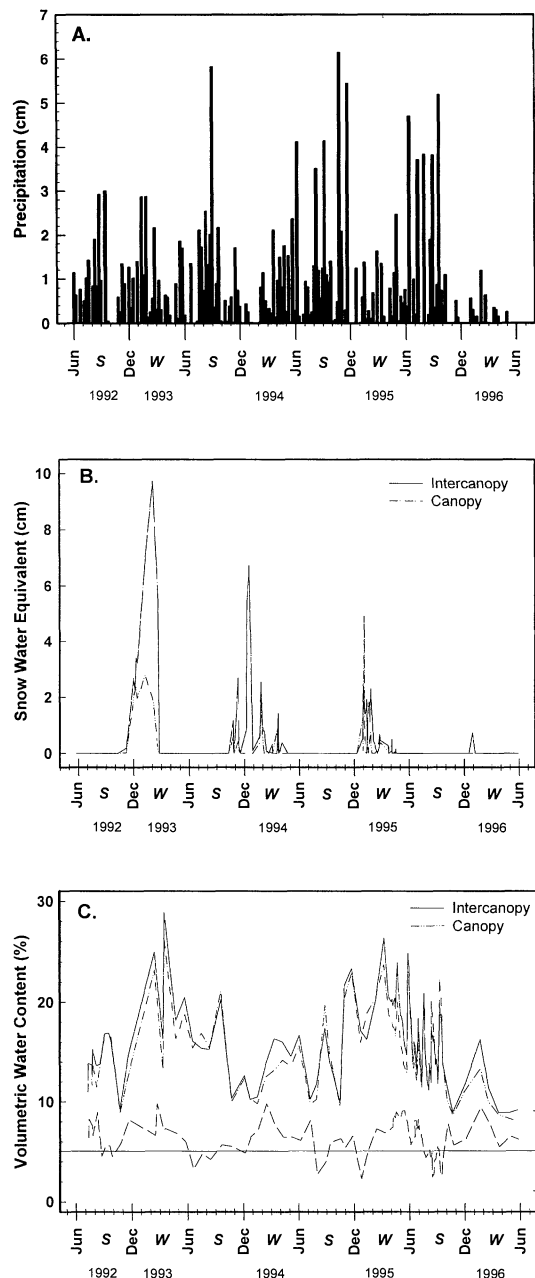 A.
Precipitation (cm)
7
6
5
4
3
2
1
0
Jun S Dec W Jun S Dec W Jun S Dec W Jun S Dec W Jun
1992 1993 1994 1995 1996
B.
Intercanopy
Canopy
Snow Water Equivalent (cm)
10
8
6
4
2
0
Jun S Dec W Jun S Dec W Jun S Dec W Jun S Dec W Jun
1992 1993 1994 1995 1996
C.
Intercanopy
Canopy
Volumetric Water Content (%)
30
20
10
0
Jun S Dec W Jun S Dec W Jun S Dec W Jun S Dec W Jun
1992 1993 1994 1995 1996